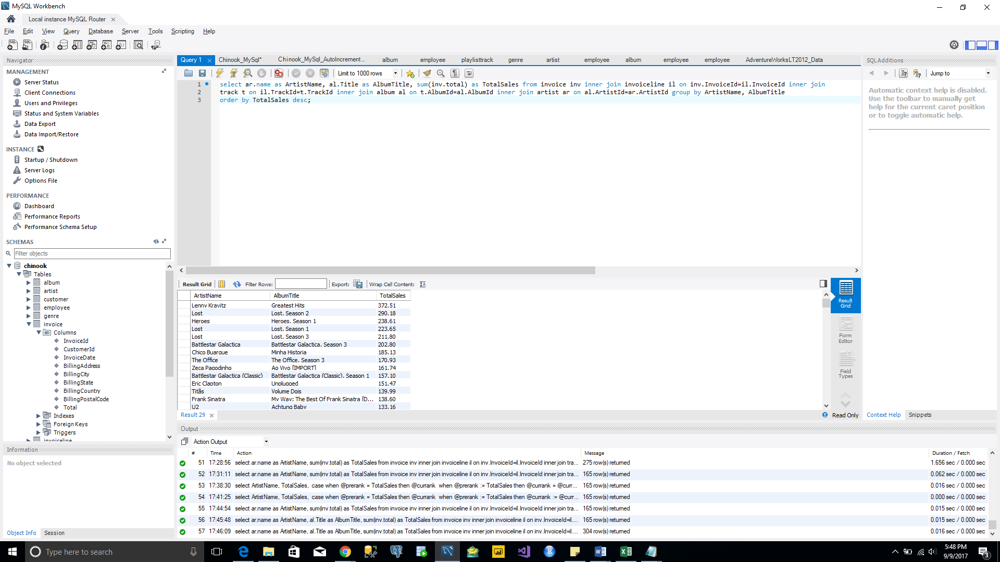 MySQL Workbench
Local instance MySQL Router
File Edit View Query Database Server Tools Scripting Help
Navigator
MANAGEMENT
Server Status
Client Connections
Users and Privileges
Status and System Variables
Data Export
Data Import/Restore
INSTANCE
Startup / Shutdown
Server Logs
Options File
PERFORMANCE
Dashboard
Performance Reports
Performance Schema Setup
SCHEMAS
Filter objects
chinook
Tables
album
artist
customer
employee
genre
invoice
Columns
InvoiceId
CustomerId
InvoiceDate
BillingAddress
BillingCity
BillingState
BillingCountry
BillingPostalCode
Total
Indexes
Foreign Keys
Triggers
invoiceline
Information
No object selected
Object Info Session
Query 1 Chinook_MySql* Chinook_MySql_AutoIncrement... album employee playlisttrack genre artist employee album employee employee AdventureWorksLT2012_Data
Limit to 1000 rows
1 select ar.name as ArtistName, al.Title as AlbumTitle, sum(inv.total) as TotalSales from invoice inv inner join invoiceline il on inv.InvoiceId=il.InvoiceId inner join
2 track t on il.TrackId=t.TrackId inner join album al on t.AlbumId=al.AlbumId inner join artist ar on al.ArtistId=ar.ArtistId group by ArtistName, AlbumTitle
3 order by TotalSales desc;
Result Grid Filter Rows: Export: Wrap Cell Content:
ArtistName AlbumTitle TotalSales
Lenny Kravitz Greatest Hits 372.51
Lost Lost, Season 2 290.18
Heroes Heroes, Season 1 238.61
Lost Lost, Season 1 223.65
Lost Lost, Season 3 211.80
Battlestar Galactica Battlestar Galactica, Season 3 202.80
Chico Buarque Minha Historia 185.13
The Office The Office, Season 3 170.93
Zeca Pagodinho Ao Vivo [IMPORT] 161.74
Battlestar Galactica (Classic) Battlestar Galactica (Classic), Season 1 157.10
Eric Clapton Unplugged 151.47
Titãs Volume Dois 139.99
Frank Sinatra My Way: The Best Of Frank Sinatra [D... 138.60
U2 Achtung Baby 133.16
Result Grid
Form Editor
Field Types
Result 29
Read Only
SQLAdditions
Jump to
Automatic context help is disabled.
Use the toolbar to manually get
help for the current caret position
or to toggle automatic help.
Context Help Snippets
Output
Action Output
# Time Action Message Duration / Fetch
51 17:28:56 select ar.name as ArtistName, sum(inv.total) as TotalSales from invoice inv inner join invoiceline il on inv.InvoiceId=il.InvoiceId inner join tra... 275 row(s) returned 1.656 sec / 0.000 sec
52 17:31:11 select ar.name as ArtistName, sum(inv.total) as TotalSales from invoice inv inner join invoiceline il on inv.InvoiceId=il.InvoiceId inner join tra... 165 row(s) returned 0.062 sec / 0.000 sec
53 17:38:30 select ArtistName, TotalSales, case when @prerank = TotalSales then @currank when @prerank := TotalSales then @currank = @curr... 165 row(s) returned 0.016 sec / 0.000 sec
54 17:41:25 select ArtistName, TotalSales, case when @prerank = TotalSales then @currank when @prerank := TotalSales then @currank := @curr... 165 row(s) returned 0.000 sec / 0.000 sec
55 17:44:54 select ar.name as ArtistName, sum(inv.total) as TotalSales from invoice inv inner join invoiceline il on inv.InvoiceId=il.InvoiceId inner join tra... 165 row(s) returned 0.015 sec / 0.000 sec
56 17:45:48 select ar.name as ArtistName, al.Title as AlbumTitle, sum(inv.total) as TotalSales from invoice inv inner join invoiceline il on inv.InvoiceId=il.... 165 row(s) returned 0.015 sec / 0.000 sec
57 17:46:09 select ar.name as ArtistName, al.Title as AlbumTitle, sum(inv.total) as TotalSales from invoice inv inner join invoiceline il on inv.InvoiceId=il.... 304 row(s) returned 0.016 sec / 0.000 sec
Type here to search
5:48 PM
9/9/2017
3